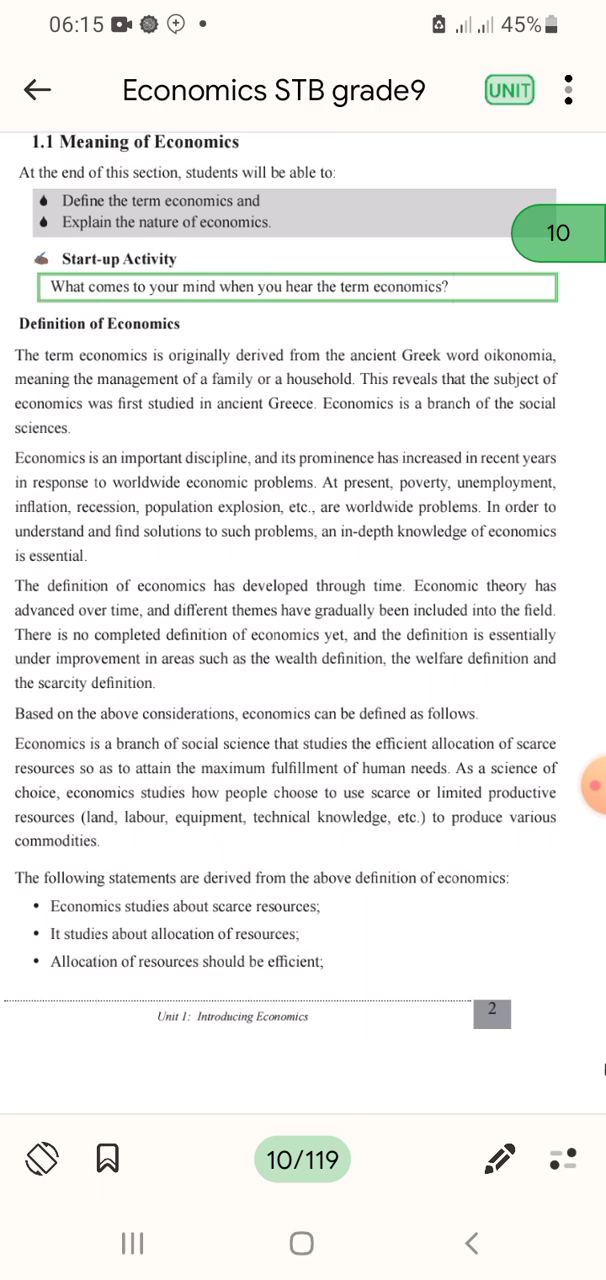 06:15 45%
Economics STB grade9 UNIT
1.1 Meaning of Economics
At the end of this section, students will be able to:
Define the term economics and
Explain the nature of economics.
10
Start-up Activity
What comes to your mind when you hear the term economics?
Definition of Economics
The term economics is originally derived from the ancient Greek word oikonomia,
meaning the management of a family or a household. This reveals that the subject of
economics was first studied in ancient Greece. Economics is a branch of the social
sciences.
Economics is an important discipline, and its prominence has increased in recent years
in response to worldwide economic problems. At present, poverty, unemployment,
inflation, recession, population explosion, etc., are worldwide problems. In order to
understand and find solutions to such problems, an in-depth knowledge of economics
is essential.
The definition of economics has developed through time. Economic theory has
advanced over time, and different themes have gradually been included into the field.
There is no completed definition of economics yet, and the definition is essentially
under improvement in areas such as the wealth definition, the welfare definition and
the scarcity definition.
Based on the above considerations, economics can be defined as follows.
Economics is a branch of social science that studies the efficient allocation of scarce
resources so as to attain the maximum fulfillment of human needs. As a science of
choice, economics studies how people choose to use scarce or limited productive
resources (land, labour, equipment, technical knowledge, etc.) to produce various
commodities.
The following statements are derived from the above definition of economics:
• Economics studies about scarce resources;
• It studies about allocation of resources;
• Allocation of resources should be efficient;
Unit 1: Introducing Economics 2
10/119